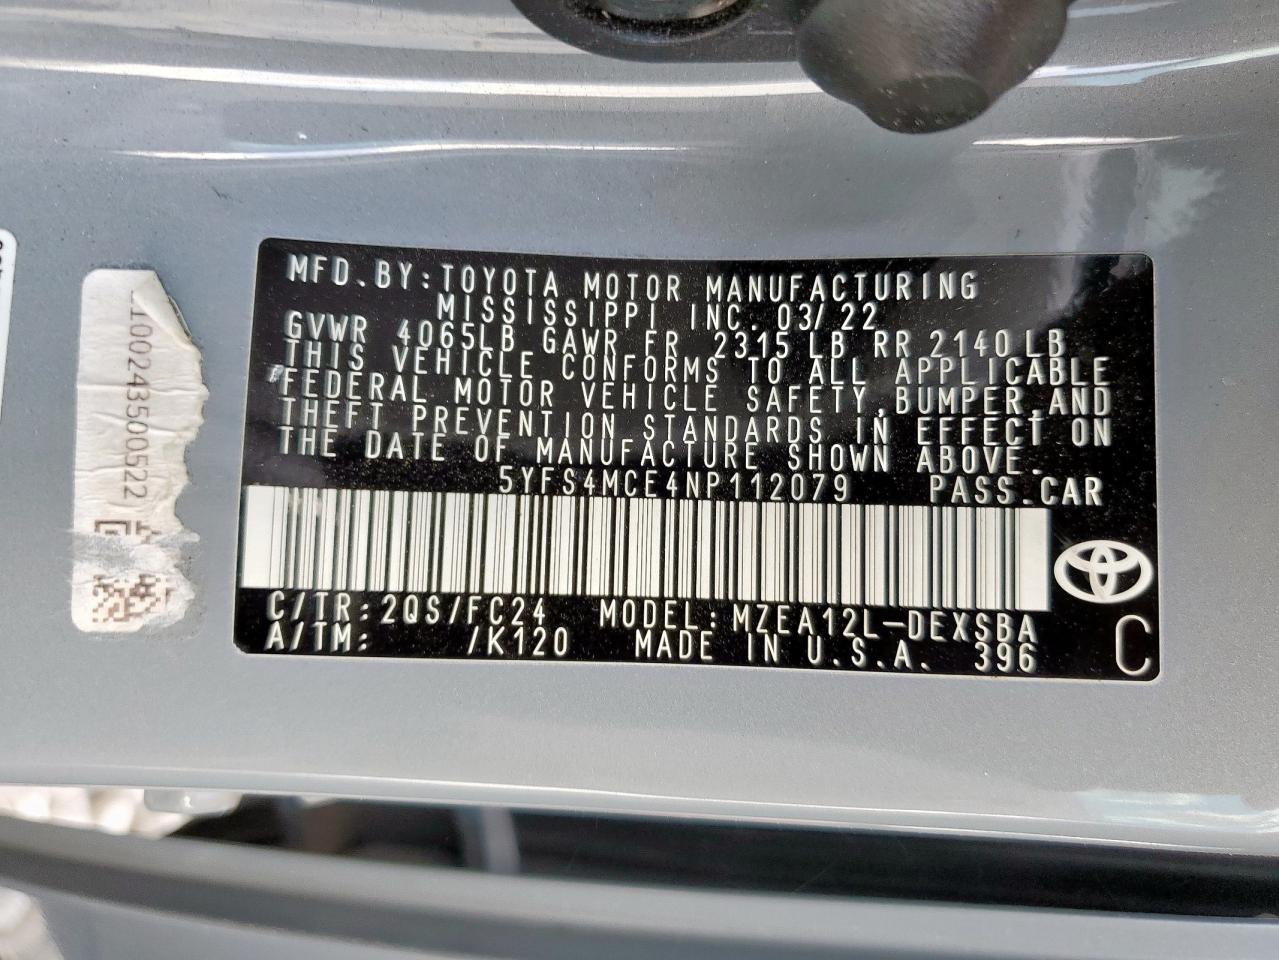 MFD.BY:TOYOTA MOTOR MANUFACTURING
MISSISSIPPI INC. 03/22
GVWR 4065LB GAWR FR 2315 LB RR 2140 LB
THIS VEHICLE CONFORMS TO ALL APPLICABLE
FEDERAL MOTOR VEHICLE SAFETY,BUMPER,AND
THEFT PREVENTION STANDARDS IN EFFECT ON
THE DATE OF MANUFACTURE SHOWN ABOVE.
5YFS4MCE4NP112079 PASS.CAR
C/TR:2QS/FC24 MODEL:MZEA12L-DEXSBA
A/TM: /K120 MADE IN U.S.A. 396 C